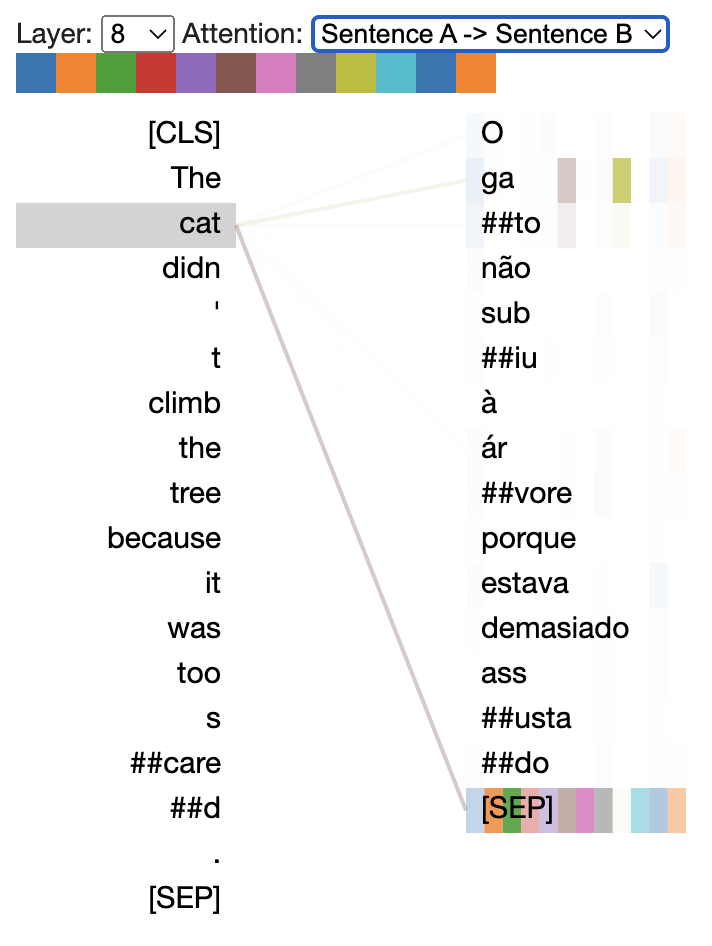 Layer: 8 Attention: Sentence A -> Sentence B
[CLS] O
The ga
cat ##to
didn não
' sub
t ##iu
climb à
the ár
tree ##vore
because porque
it estava
was demasiado
too ass
s ##usta
##care ##do
##d [SEP]
.
[SEP]